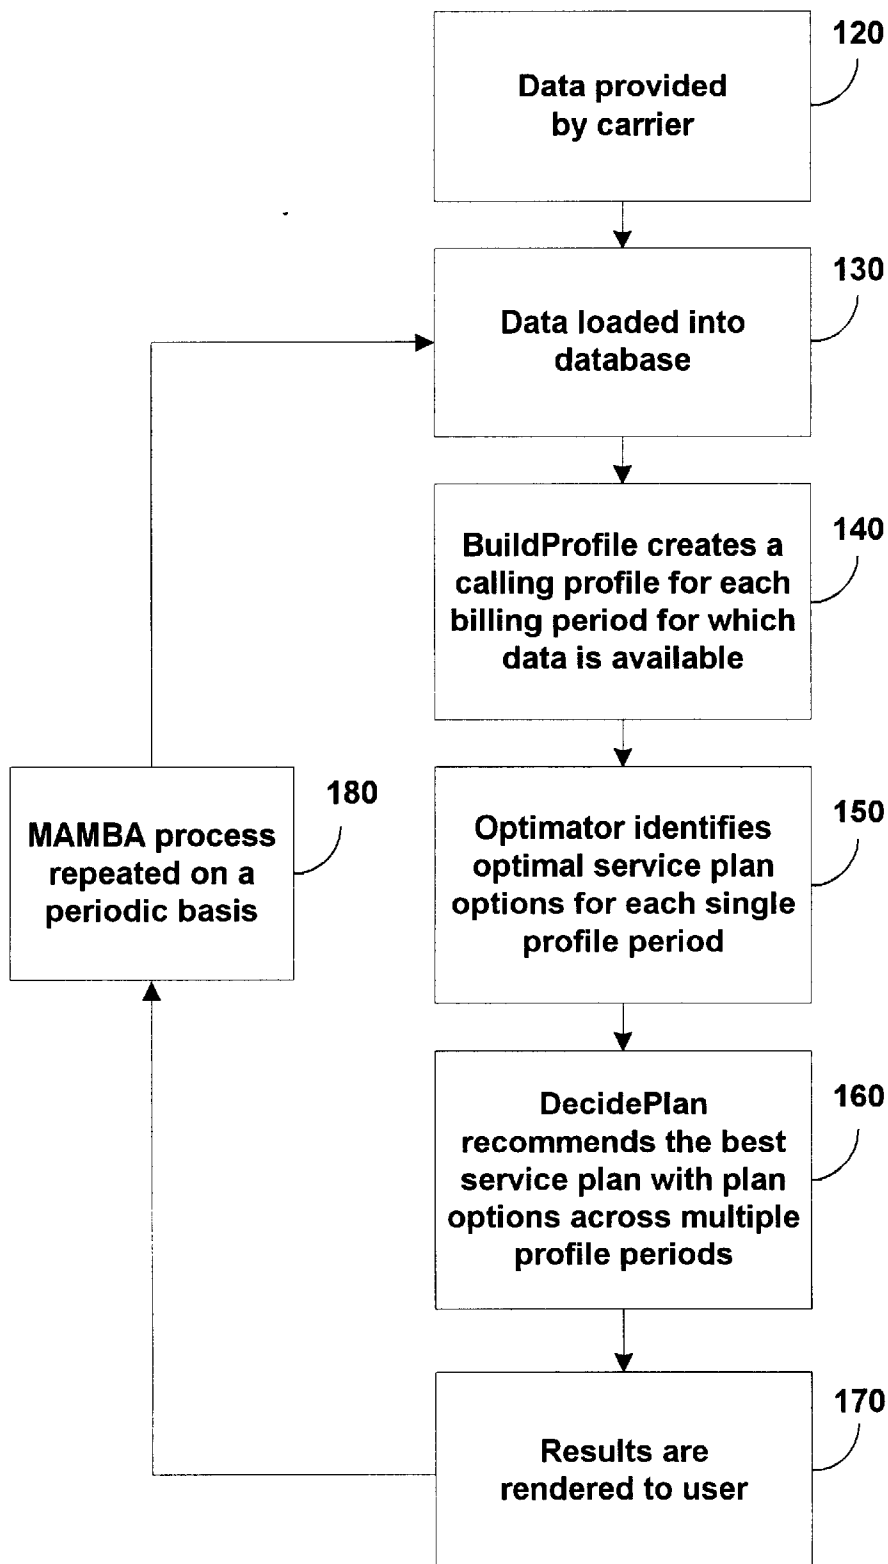 120
Data provided
by carrier
130
Data loaded into
database
140
BuildProfile creates a
calling profile for each
billing period for which
data is available
180
MAMBA process
repeated on a
periodic basis
150
Optimator identifies
optimal service plan
options for each single
profile period
160
DecidePlan
recommends the best
service plan with plan
options across multiple
profile periods
170
Results are
rendered to user